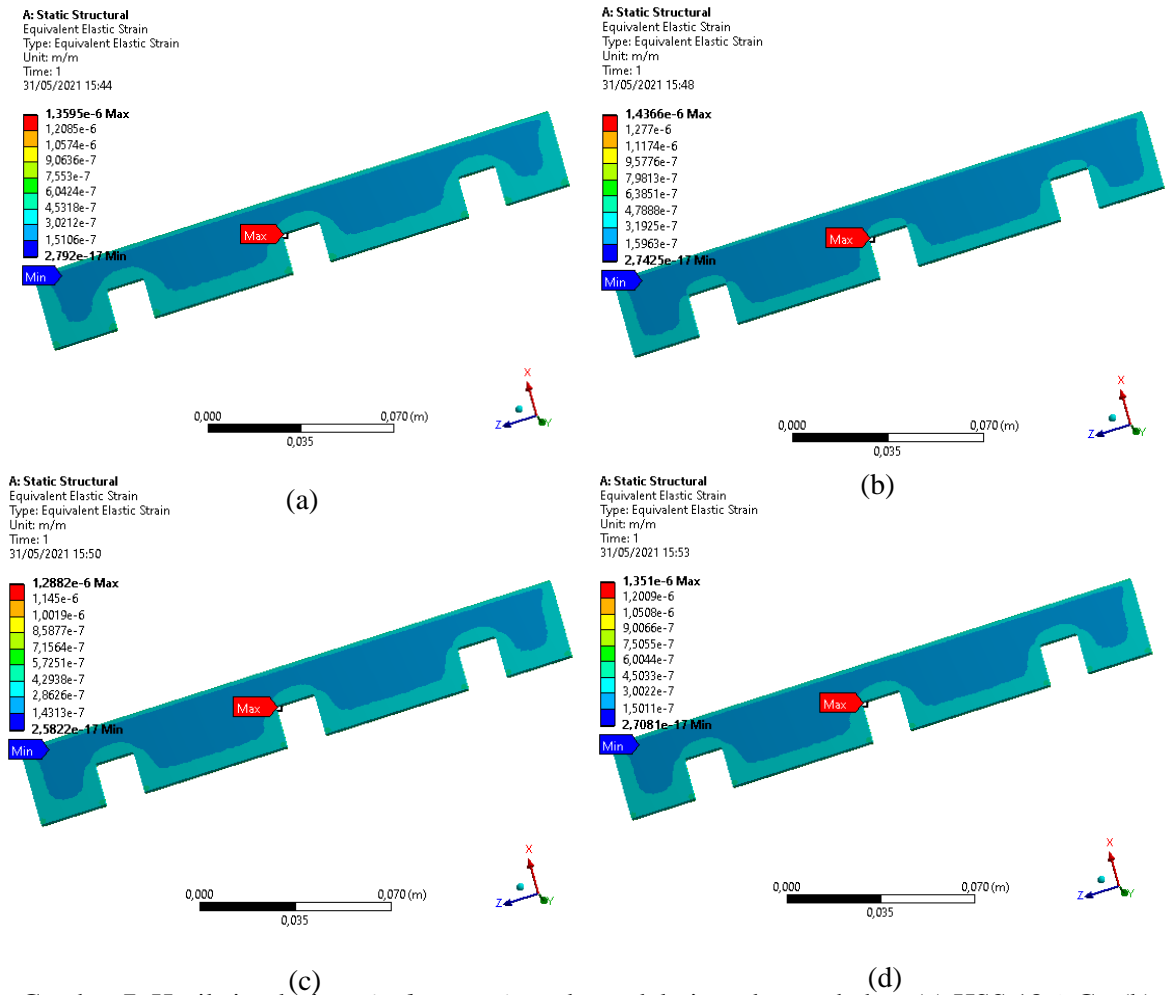 A: Static Structural
Equivalent Elastic Strain
Type: Equivalent Elastic Strain
Unit: m/m
Time: 1
31/05/2021 15:44
1,3595e-6 Max
1,2085e-6
1,0574e-6
9,0636e-7
7,553e-7
6,0424e-7
4,5318e-7
3,0212e-7
1,5106e-7
2,792e-17 Min
Max
Min
0,000
0,070 (m)
0,035
X
Z
Y
(a)
A: Static Structural
Equivalent Elastic Strain
Type: Equivalent Elastic Strain
Unit: m/m
Time: 1
31/05/2021 15:48
1,4366e-6 Max
1,277e-6
1,1174e-6
9,5776e-7
7,9813e-7
6,3851e-7
4,7888e-7
3,1925e-7
1,5963e-7
2,7425e-17 Min
Max
Min
0,000
0,070 (m)
0,035
X
Z
Y
(b)
A: Static Structural
Equivalent Elastic Strain
Type: Equivalent Elastic Strain
Unit: m/m
Time: 1
31/05/2021 15:50
1,2882e-6 Max
1,145e-6
1,0019e-6
8,5877e-7
7,1564e-7
5,7251e-7
4,2938e-7
2,8626e-7
1,4313e-7
2,5822e-17 Min
Max
Min
0,000
0,070 (m)
0,035
X
Z
Y
(c)
A: Static Structural
Equivalent Elastic Strain
Type: Equivalent Elastic Strain
Unit: m/m
Time: 1
31/05/2021 15:53
1,351e-6 Max
1,2009e-6
1,0508e-6
9,0066e-7
7,5055e-7
6,0044e-7
4,5033e-7
3,0022e-7
1,5011e-7
2,7081e-17 Min
Max
Min
0,000
0,070 (m)
0,035
X
Z
Y
(d)